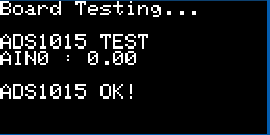 Board Testing...
ADS1015 TEST
AIN0 : 0.00
ADS1015 OK!